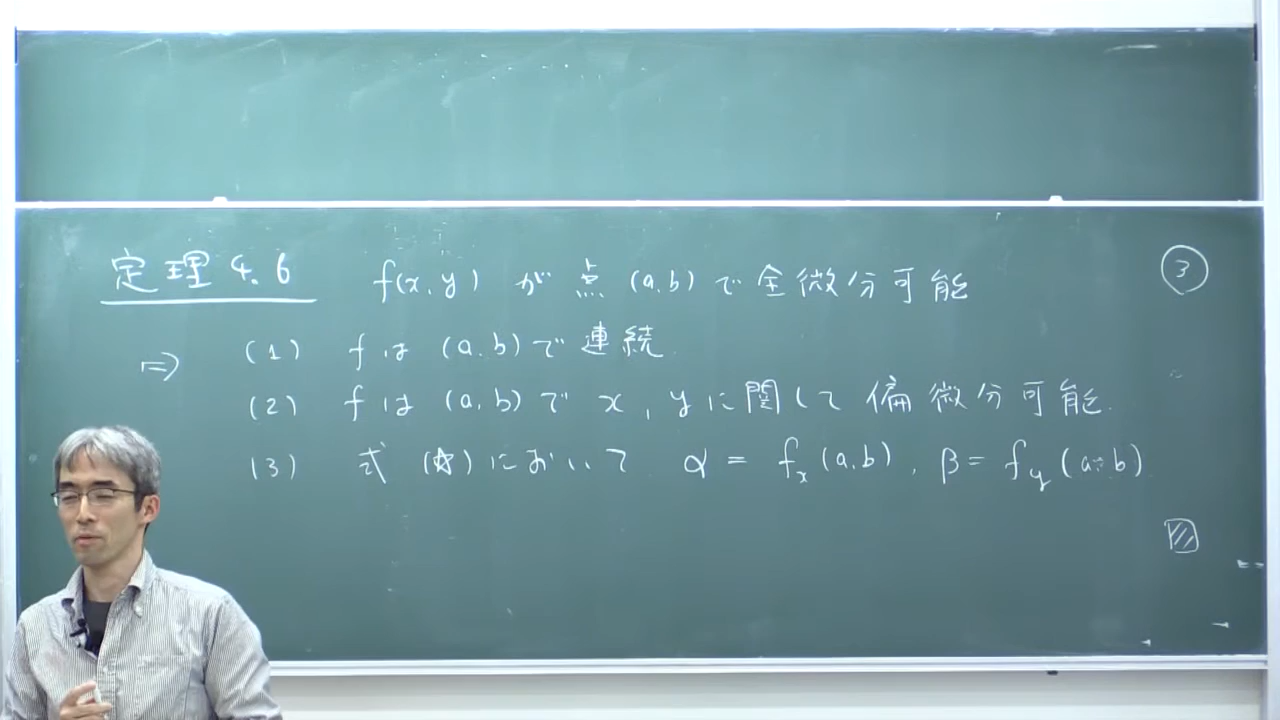 定理 4.6 f(x,y) が 点 (a,b) で 全微分可能
③
⇒ (1) f は (a,b) で 連続.
(2) f は (a,b) で x, y に関して 偏微分可能.
(3) 式 (☆) において α = f_x (a,b), β = f_y (a,b)